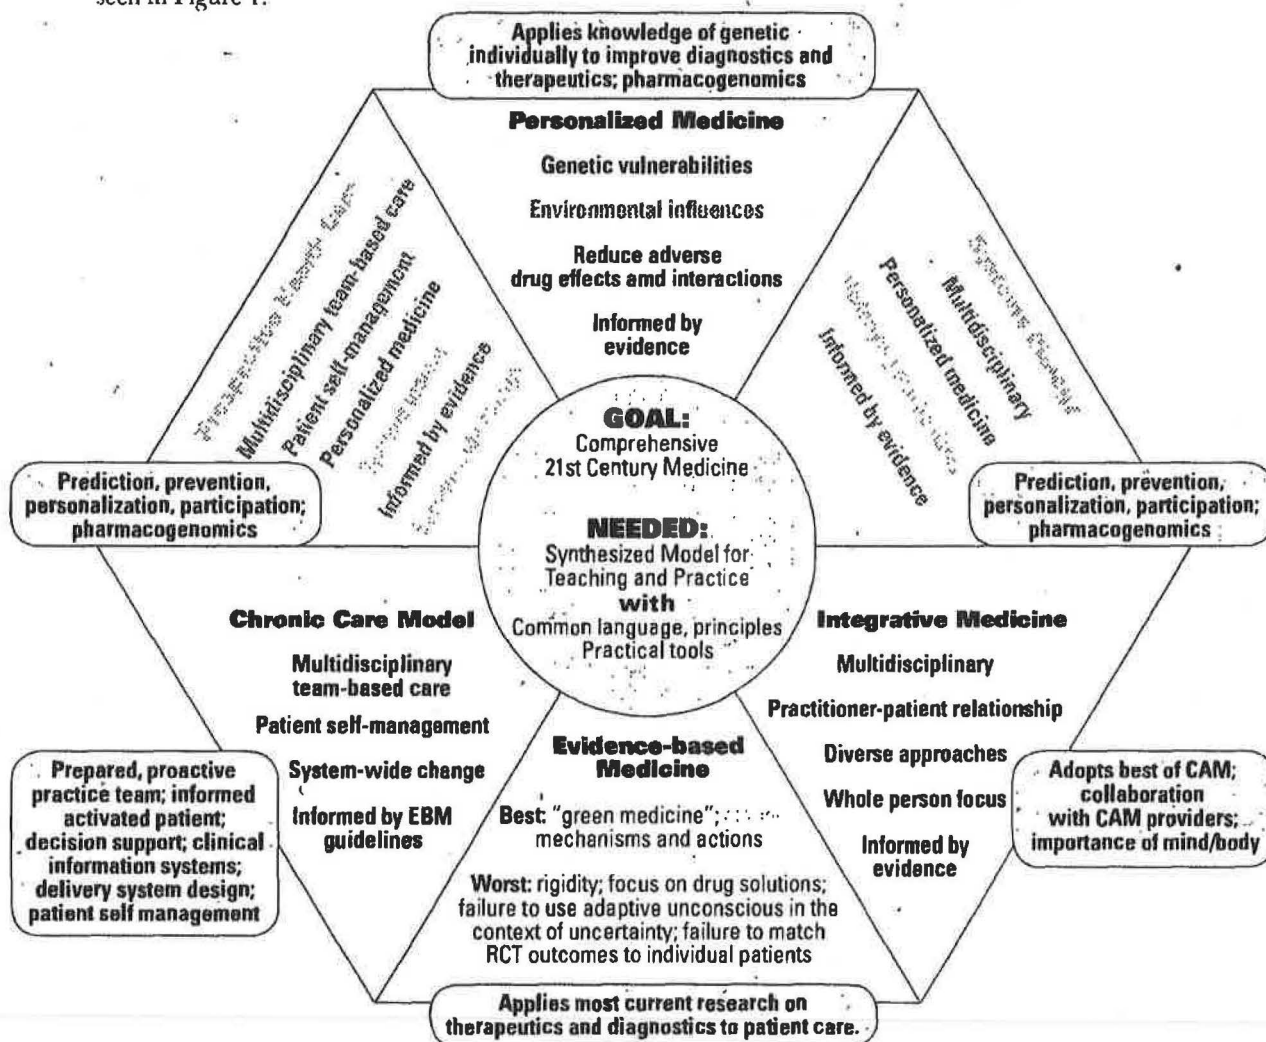 seen in Figure 1.
Applies knowledge of genetic
individually to improve diagnostics and
therapeutics; pharmacogenomics
Personalized Medicine
Genetic vulnerabilities
Environmental influences
Reduce adverse
drug effects amd interactions
Informed by
evidence
Multidisciplinary team-based care
Patient self-management
Personalized medicine
Informed by evidence
Prediction, prevention,
personalization, participation;
pharmacogenomics
Multidisciplinary
Personalized medicine
Informed by evidence
Prediction, prevention,
personalization, participation;
pharmacogenomics
GOAL:
Comprehensive
21st Century Medicine
NEEDED:
Synthesized Model for
Teaching and Practice
with
Common language, principles
Practical tools
Chronic Care Model
Multidisciplinary
team-based care
Patient self-management
System-wide change
Informed by EBM
guidelines
Prepared, proactive
practice team; informed
activated patient;
decision support; clinical
information systems;
delivery system design;
patient self management
Evidence-based
Medicine
Best: "green medicine";
mechanisms and actions
Worst: rigidity; focus on drug solutions;
failure to use adaptive unconscious in the
context of uncertainty; failure to match
RCT outcomes to individual patients
Applies most current research on
therapeutics and diagnostics to patient care.
Integrative Medicine
Multidisciplinary
Practitioner-patient relationship
Diverse approaches
Whole person focus
Informed by
evidence
Adopts best of CAM;
collaboration
with CAM providers;
importance of mind/body